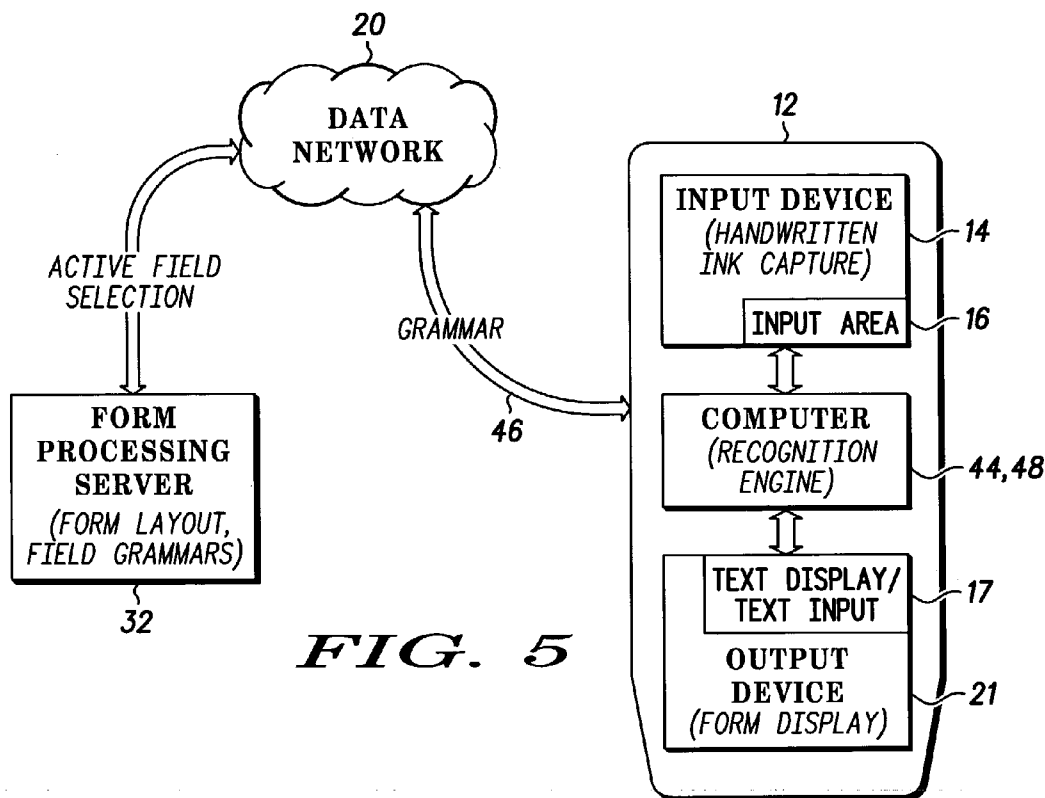 20
DATA
NETWORK
12
INPUT DEVICE
(HANDWRITTEN
INK CAPTURE)
14
INPUT AREA
16
ACTIVE FIELD
SELECTION
GRAMMAR
46
FORM
PROCESSING
SERVER
(FORM LAYOUT,
FIELD GRAMMARS)
32
COMPUTER
(RECOGNITION
ENGINE)
44,48
TEXT DISPLAY/
TEXT INPUT
17
OUTPUT
DEVICE
(FORM DISPLAY)
21
FIG. 5